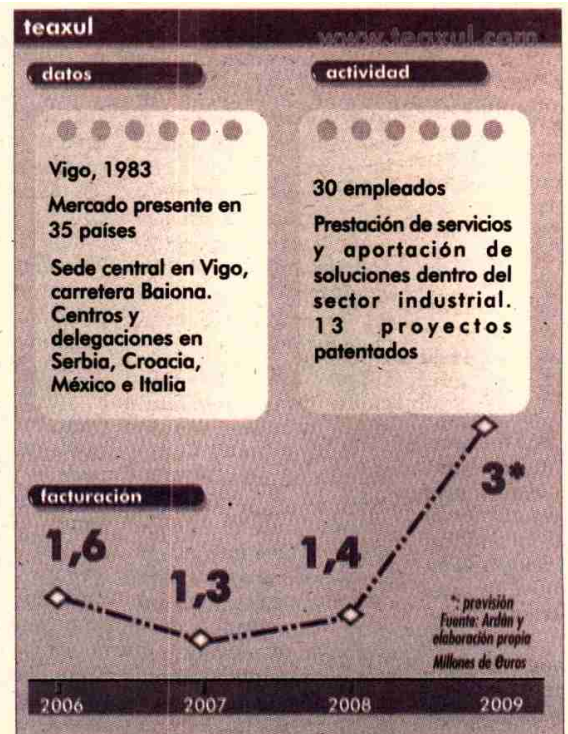 teaxul
www.teaxul.com
datos
Vigo, 1983
Mercado presente en
35 países
Sede central en Vigo,
carretera Baiona.
Centros y
delegaciones en
Serbia, Croacia,
México e Italia
actividad
30 empleados
Prestación de servicios
y aportación de
soluciones dentro del
sector industrial.
13 proyectos
patentados
facturación
1,6
1,3
1,4
3*
*: previsión
Fuente: Ardán y
elaboración propia
Millones de Euros
2006 2007 2008 2009